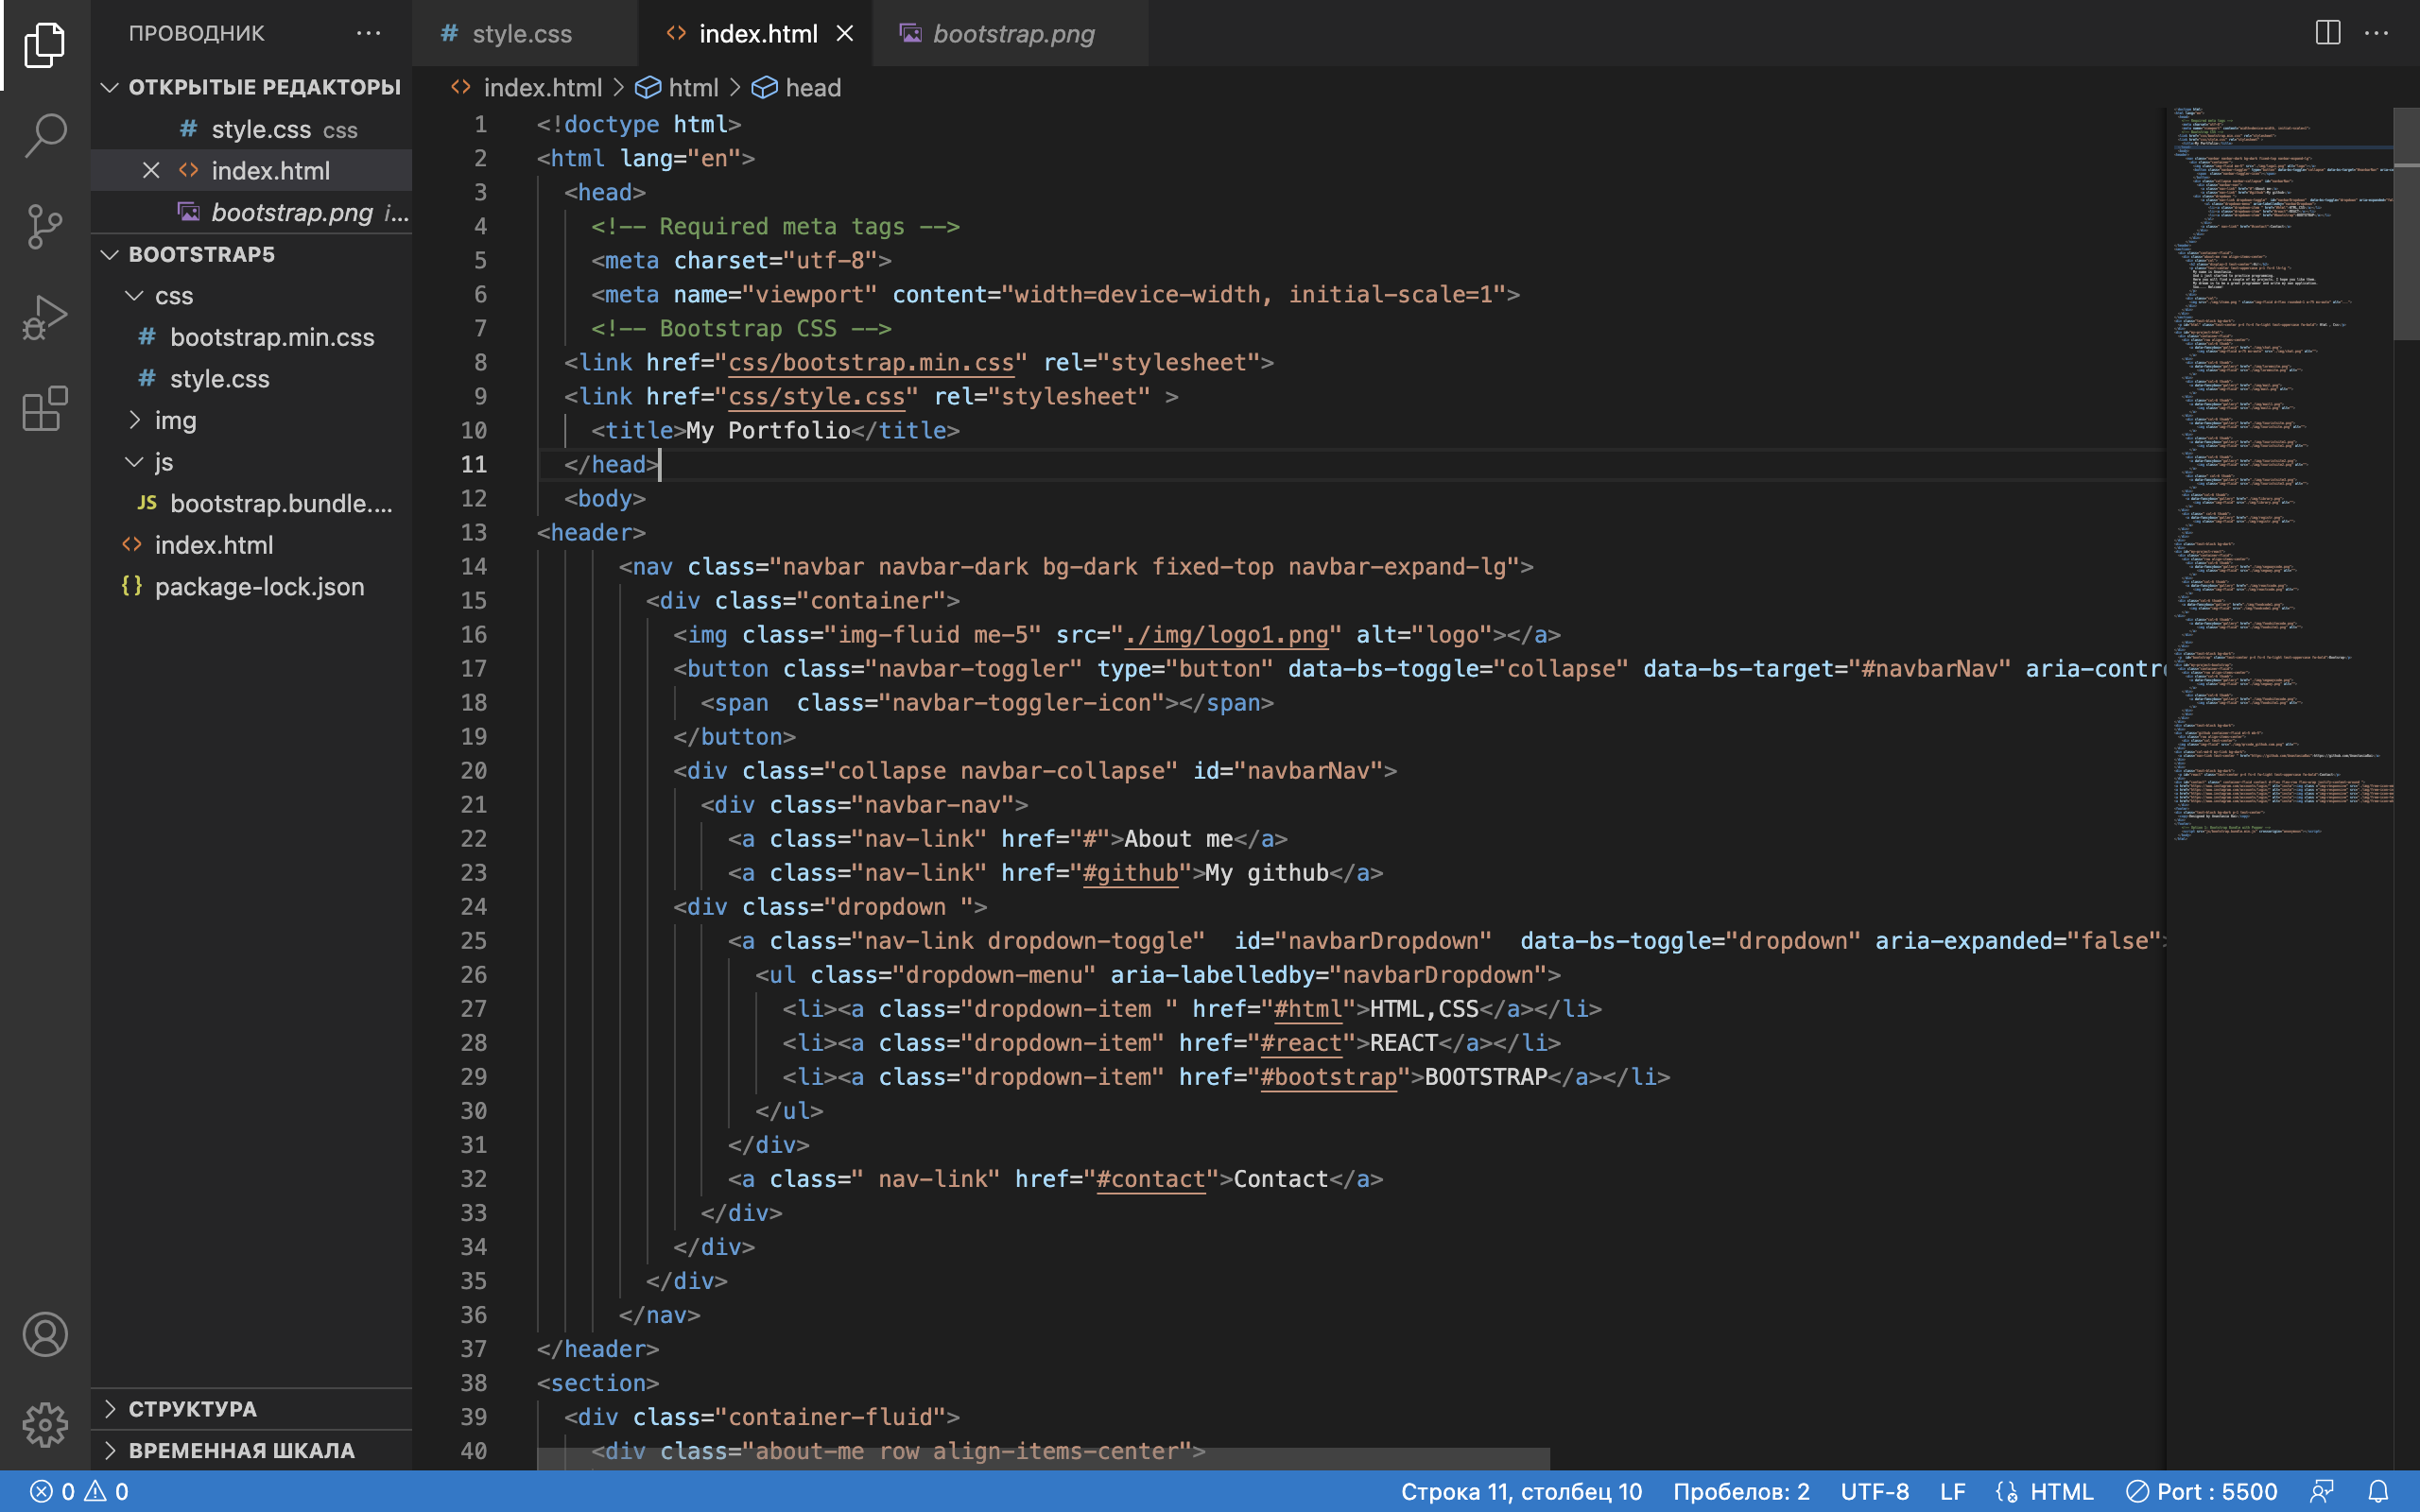 ПРОВОДНИК
ОТКРЫТЫЕ РЕДАКТОРЫ
style.css css
index.html
bootstrap.png i...
BOOTSTRAP5
css
bootstrap.min.css
style.css
img
js
JS bootstrap.bundle....
index.html
package-lock.json
СТРУКТУРА
ВРЕМЕННАЯ ШКАЛА
style.css
index.html
bootstrap.png
index.html > html > head
1 <!doctype html>
2 <html lang="en">
3 <head>
4 <!-- Required meta tags -->
5 <meta charset="utf-8">
6 <meta name="viewport" content="width=device-width, initial-scale=1">
7 <!-- Bootstrap CSS -->
8 <link href="css/bootstrap.min.css" rel="stylesheet">
9 <link href="css/style.css" rel="stylesheet" >
10 <title>My Portfolio</title>
11 </head>
12 <body>
13 <header>
14 <nav class="navbar navbar-dark bg-dark fixed-top navbar-expand-lg">
15 <div class="container">
16 <img class="img-fluid me-5" src="./img/logo1.png" alt="logo"></a>
17 <button class="navbar-toggler" type="button" data-bs-toggle="collapse" data-bs-target="#navbarNav" aria-contr
18 <span  class="navbar-toggler-icon"></span>
19 </button>
20 <div class="collapse navbar-collapse" id="navbarNav">
21 <div class="navbar-nav">
22 <a class="nav-link" href="#">About me</a>
23 <a class="nav-link" href="#github">My github</a>
24 <div class="dropdown ">
25 <a class="nav-link dropdown-toggle"  id="navbarDropdown"  data-bs-toggle="dropdown" aria-expanded="false">
26 <ul class="dropdown-menu" aria-labelledby="navbarDropdown">
27 <li><a class="dropdown-item " href="#html">HTML,CSS</a></li>
28 <li><a class="dropdown-item" href="#react">REACT</a></li>
29 <li><a class="dropdown-item" href="#bootstrap">BOOTSTRAP</a></li>
30 </ul>
31 </div>
32 <a class=" nav-link" href="#contact">Contact</a>
33 </div>
34 </div>
35 </div>
36 </nav>
37 </header>
38 <section>
39 <div class="container-fluid">
40 <div class="about-me row align-items-center">
0 0
Строка 11, столбец 10 Пробелов: 2 UTF-8 LF HTML Port : 5500